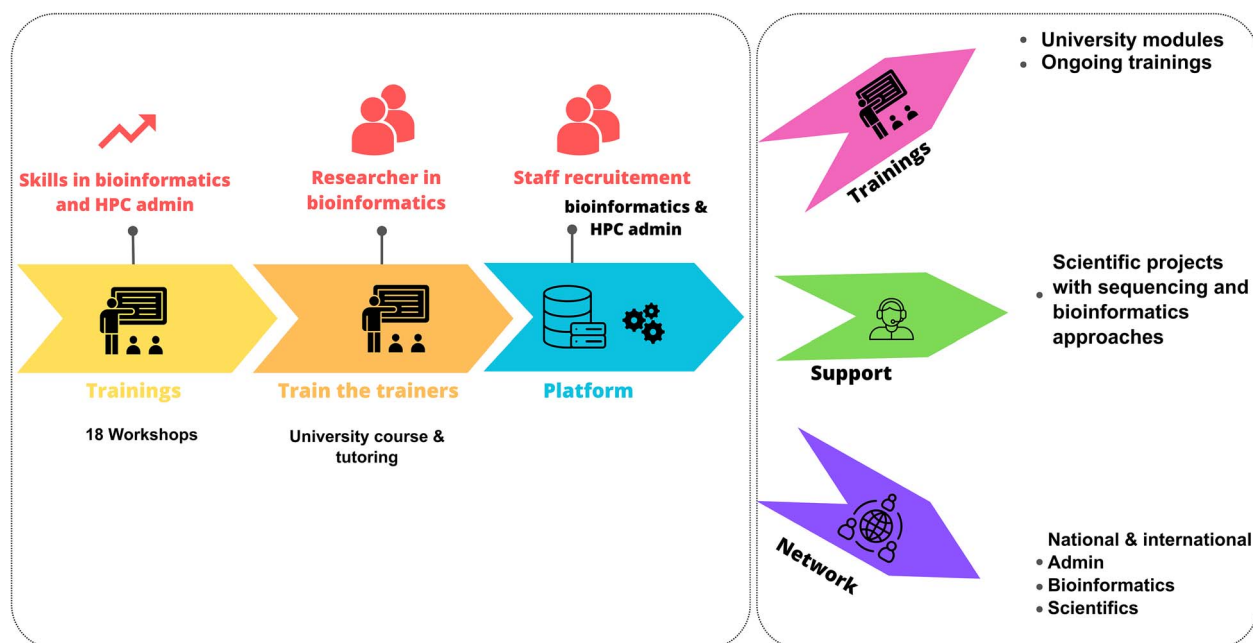 Skills in bioinformatics
and HPC admin
Researcher in
bioinformatics
Staff recruitement
bioinformatics &
HPC admin
Trainings
18 Workshops
Train the trainers
University course &
tutoring
Platform
Trainings
University modules
Ongoing trainings
Support
Scientific projects
with sequencing and
bioinformatics
approaches
Network
National & international
Admin
Bioinformatics
Scientifics